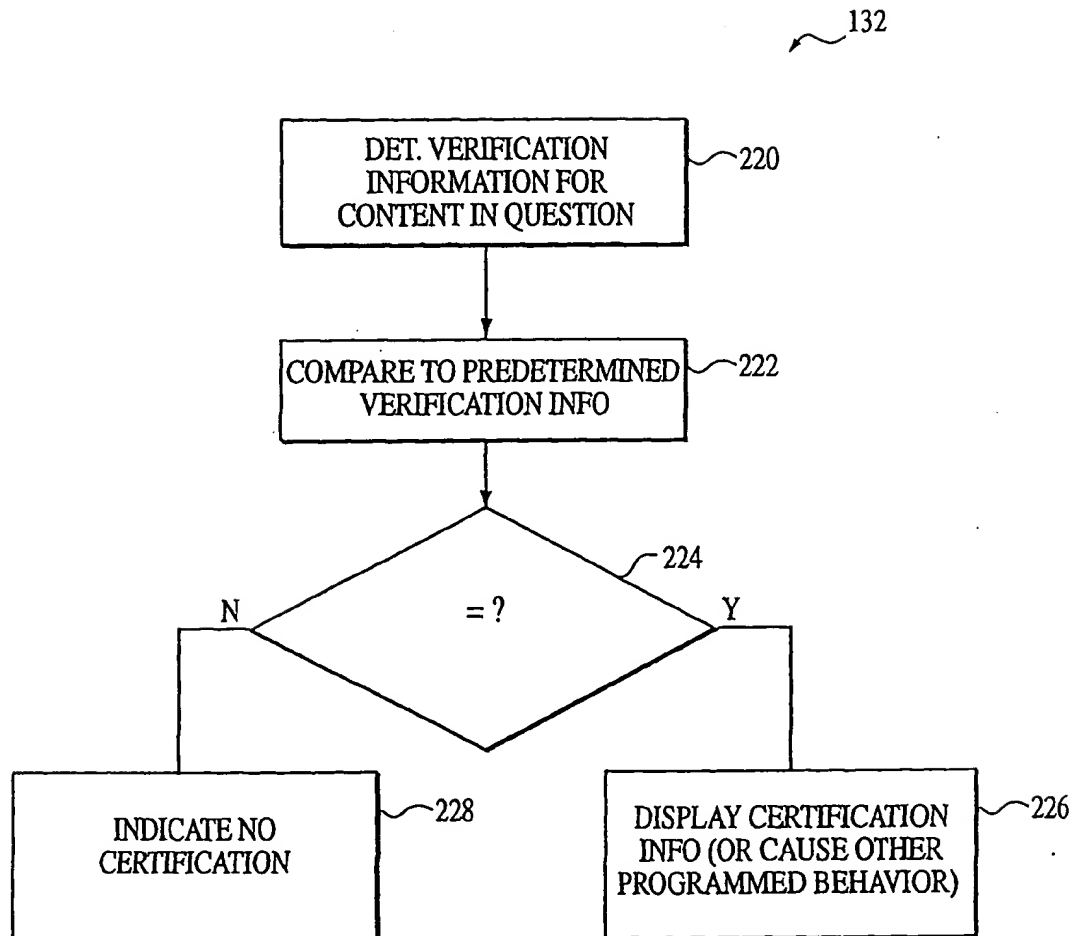 132
DET. VERIFICATION
INFORMATION FOR
CONTENT IN QUESTION
220
COMPARE TO PREDETERMINED
VERIFICATION INFO
222
224
= ?
N
Y
INDICATE NO
CERTIFICATION
228
DISPLAY CERTIFICATION
INFO (OR CAUSE OTHER
PROGRAMMED BEHAVIOR)
226